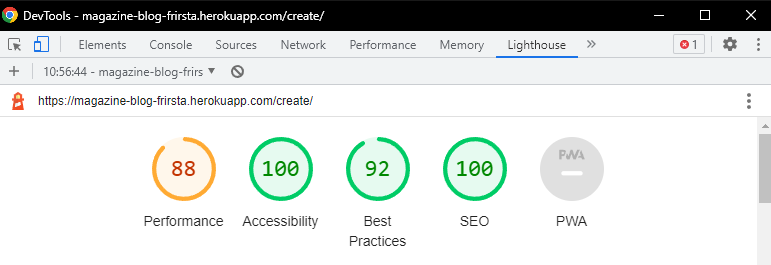 DevTools - magazine-blog-frirsta.herokuapp.com/create/
Elements Console Sources Network Performance Memory Lighthouse » 1
+ 10:56:44 - magazine-blog-frirs
https://magazine-blog-frirsta.herokuapp.com/create/
88 100 92 100 PWA
Performance Accessibility Best Practices SEO PWA